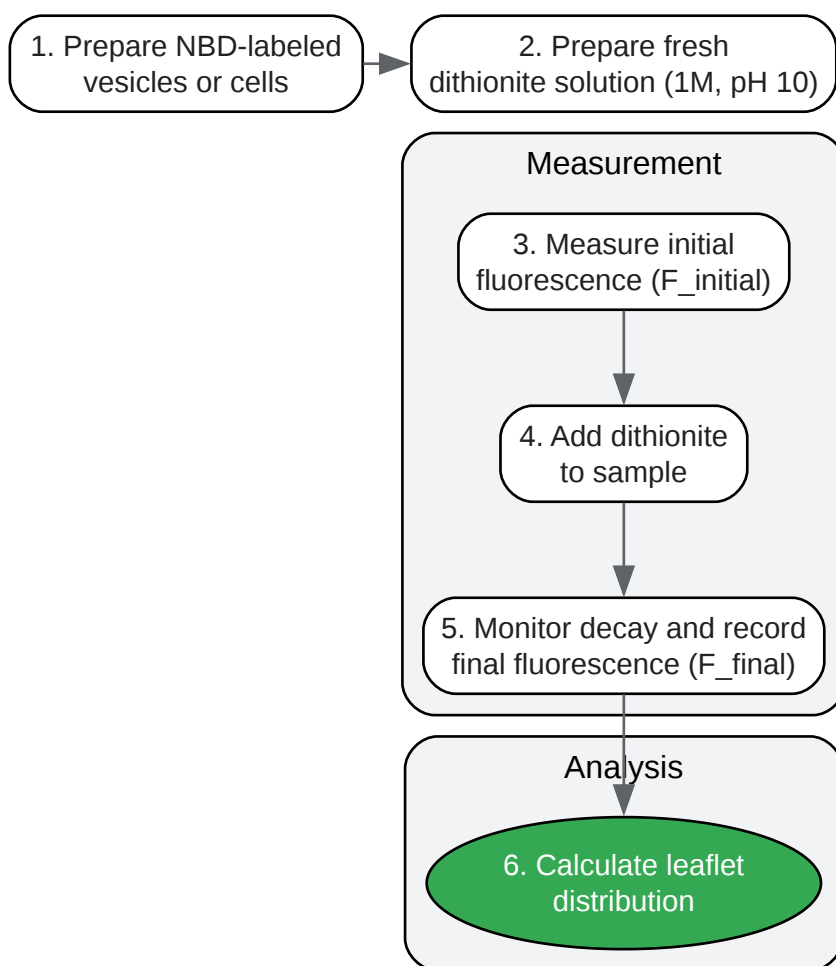 1. Prepare NBD-labeled
vesicles or cells
2. Prepare fresh
dithionite solution (1M, pH 10)
Measurement
3. Measure initial
fluorescence (F_initial)
4. Add dithionite
to sample
5. Monitor decay and record
final fluorescence (F_final)
Analysis
6. Calculate leaflet
distribution